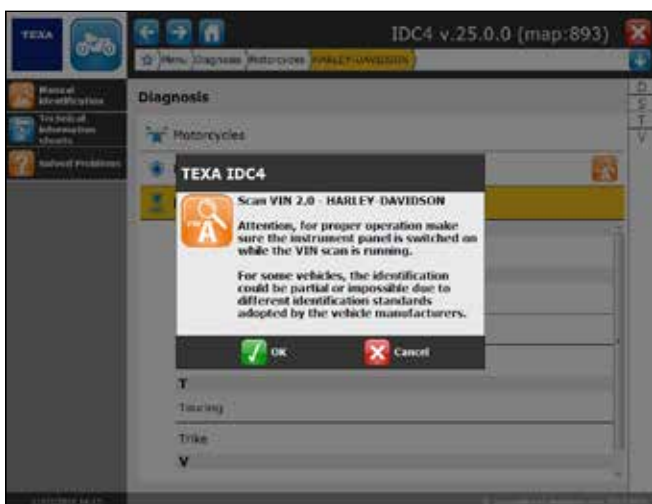 TEXA
IDC4 v.25.0.0 (map:893)
Menu Diagnosis Motorcycles HARLEY-DAVIDSON
Manual
Identification
Technical
Information
sheets
Solved Problems
Diagnosis
Motorcycles
TEXA IDC4
Scan VIN 2.0 - HARLEY-DAVIDSON
Attention, for proper operation make
sure the instrument panel is switched on
while the VIN scan is running.
For some vehicles, the identification
could be partial or impossible due to
different identification standards
adopted by the vehicle manufacturers.
OK
Cancel
T
Touring
Trike
V
D
S
T
V